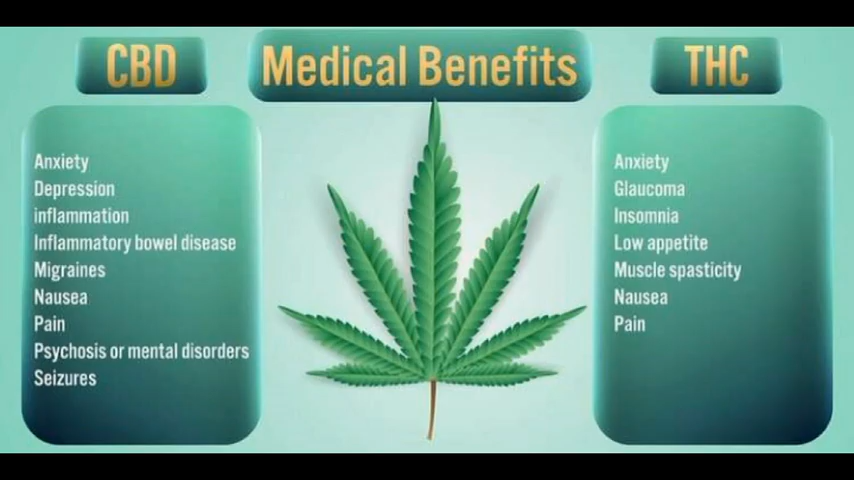 CBD
Medical Benefits
THC
Anxiety
Depression
inflammation
Inflammatory bowel disease
Migraines
Nausea
Pain
Psychosis or mental disorders
Seizures
Anxiety
Glaucoma
Insomnia
Low appetite
Muscle spasticity
Nausea
Pain